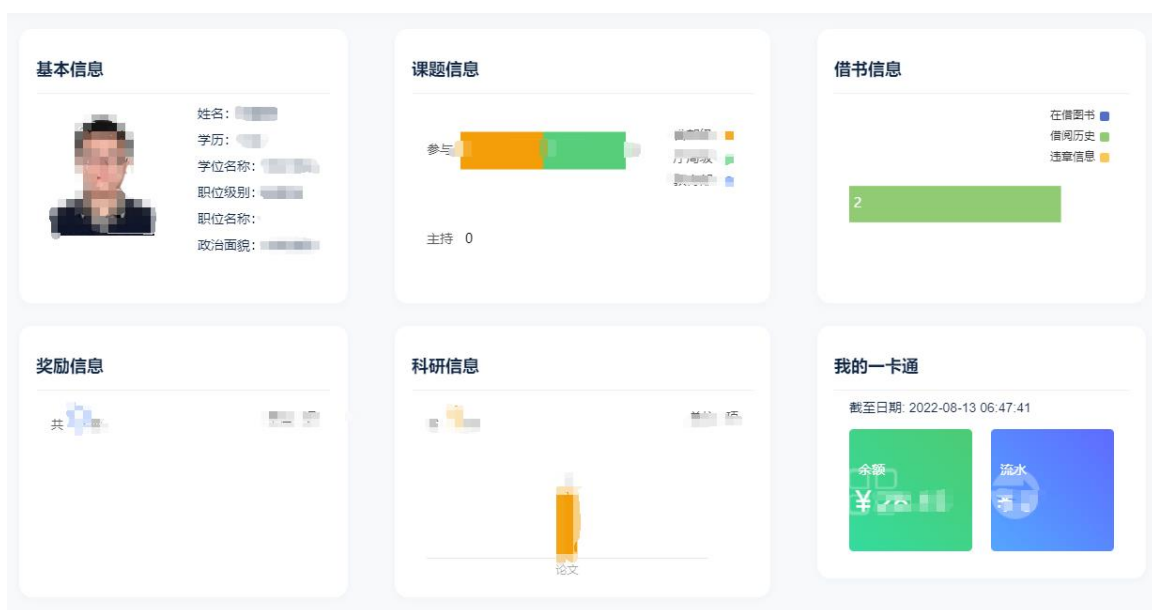 基本信息
姓名:
学历:
学位名称:
职位级别:
职位名称:
政治面貌:
课题信息
参与
主持 0
借书信息
在借图书
借阅历史
违章信息
2
奖励信息
共
科研信息
论文
我的一卡通
截至日期: 2022-08-13 06:47:41
余额
¥
流水